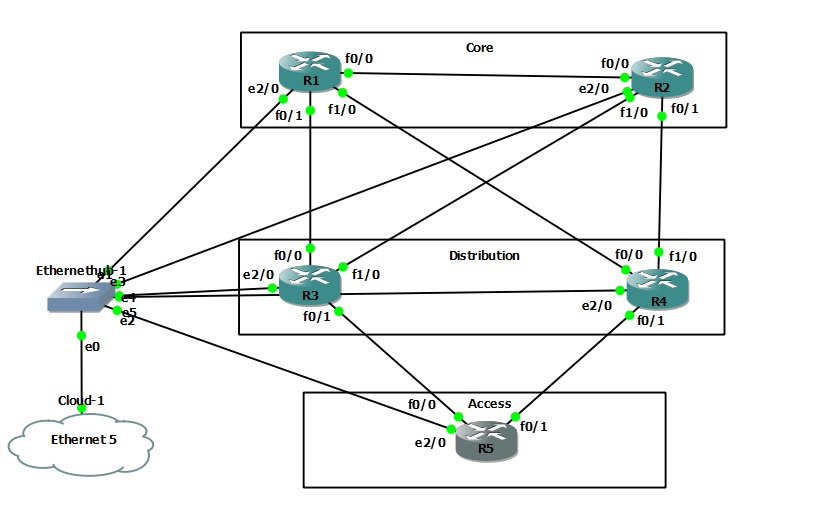 Core
f0/0
R1
e2/0
f0/1
f1/0
f0/0
R2
e2/0
f1/0
f0/1
Ethernethub-1
e1
e3
e4
e5
e2
e0
Distribution
f0/0
e2/0
R3
f1/0
f0/1
f0/0
f1/0
R4
e2/0
f0/1
Cloud-1
Ethernet 5
Access
f0/0
f0/1
e2/0
R5